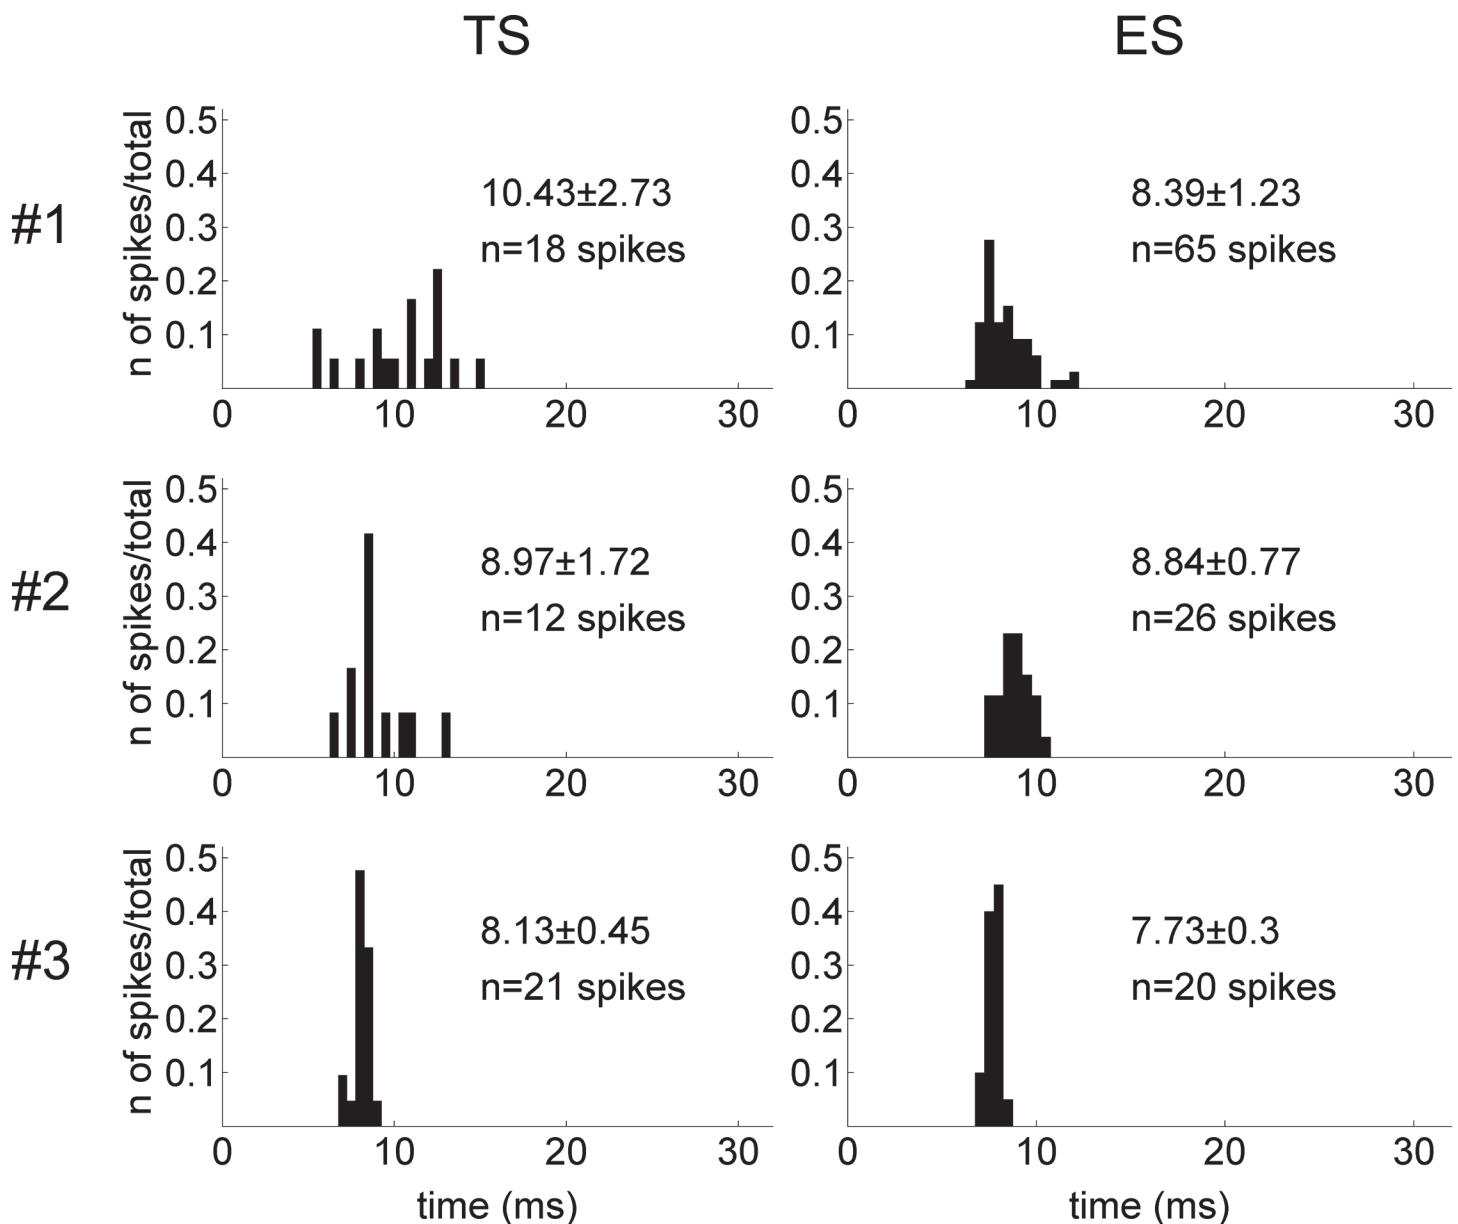 TS ES
#1
n of spikes/total
0.5
0.4
0.3
0.2
0.1
10.43±2.73
n=18 spikes
0 10 20 30
0.5
0.4
0.3
0.2
0.1
8.39±1.23
n=65 spikes
0 10 20 30
#2
n of spikes/total
0.5
0.4
0.3
0.2
0.1
8.97±1.72
n=12 spikes
0 10 20 30
0.5
0.4
0.3
0.2
0.1
8.84±0.77
n=26 spikes
0 10 20 30
#3
n of spikes/total
0.5
0.4
0.3
0.2
0.1
8.13±0.45
n=21 spikes
0 10 20 30
time (ms)
0.5
0.4
0.3
0.2
0.1
7.73±0.3
n=20 spikes
0 10 20 30
time (ms)